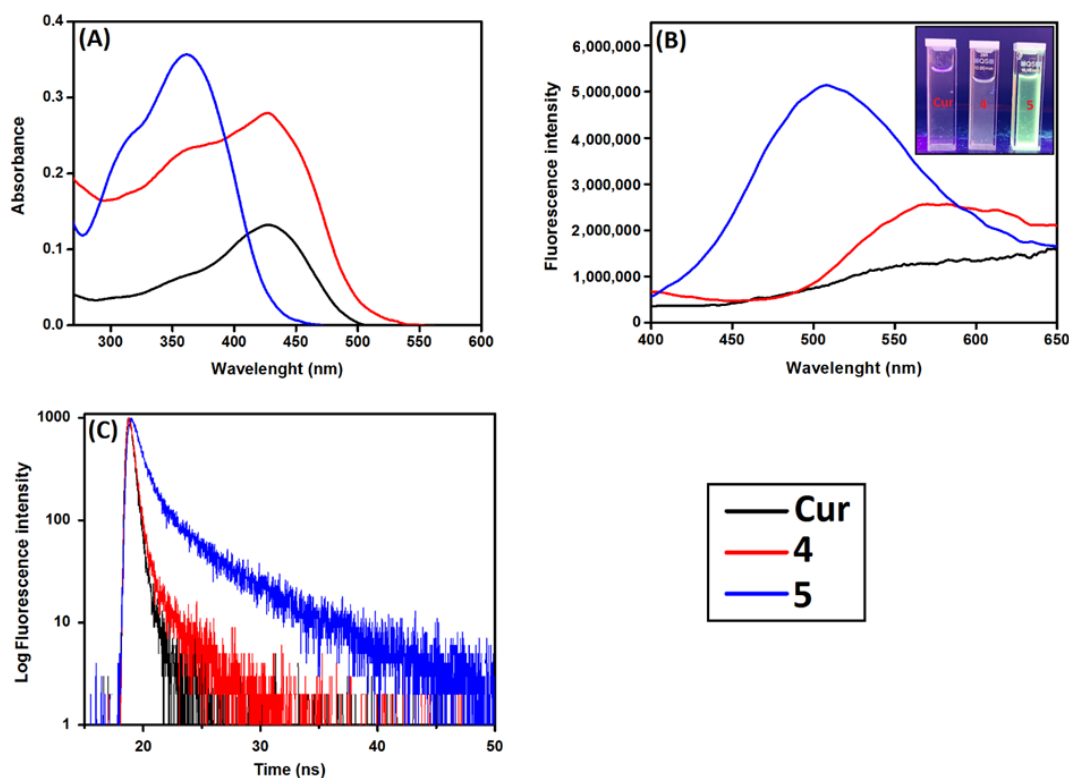 (A)
0.4
0.3
0.2
0.1
0.0
Absorbance
300 350 400 450 500 550 600
Wavelenght (nm)
(B)
6,000,000
5,000,000
4,000,000
3,000,000
2,000,000
1,000,000
0
Fluorescence intensity
Cur 4 5
400 450 500 550 600 650
Wavelenght (nm)
(C)
1000
100
10
1
Log Fluorescence intensity
20 30 40 50
Time (ns)
Cur
4
5